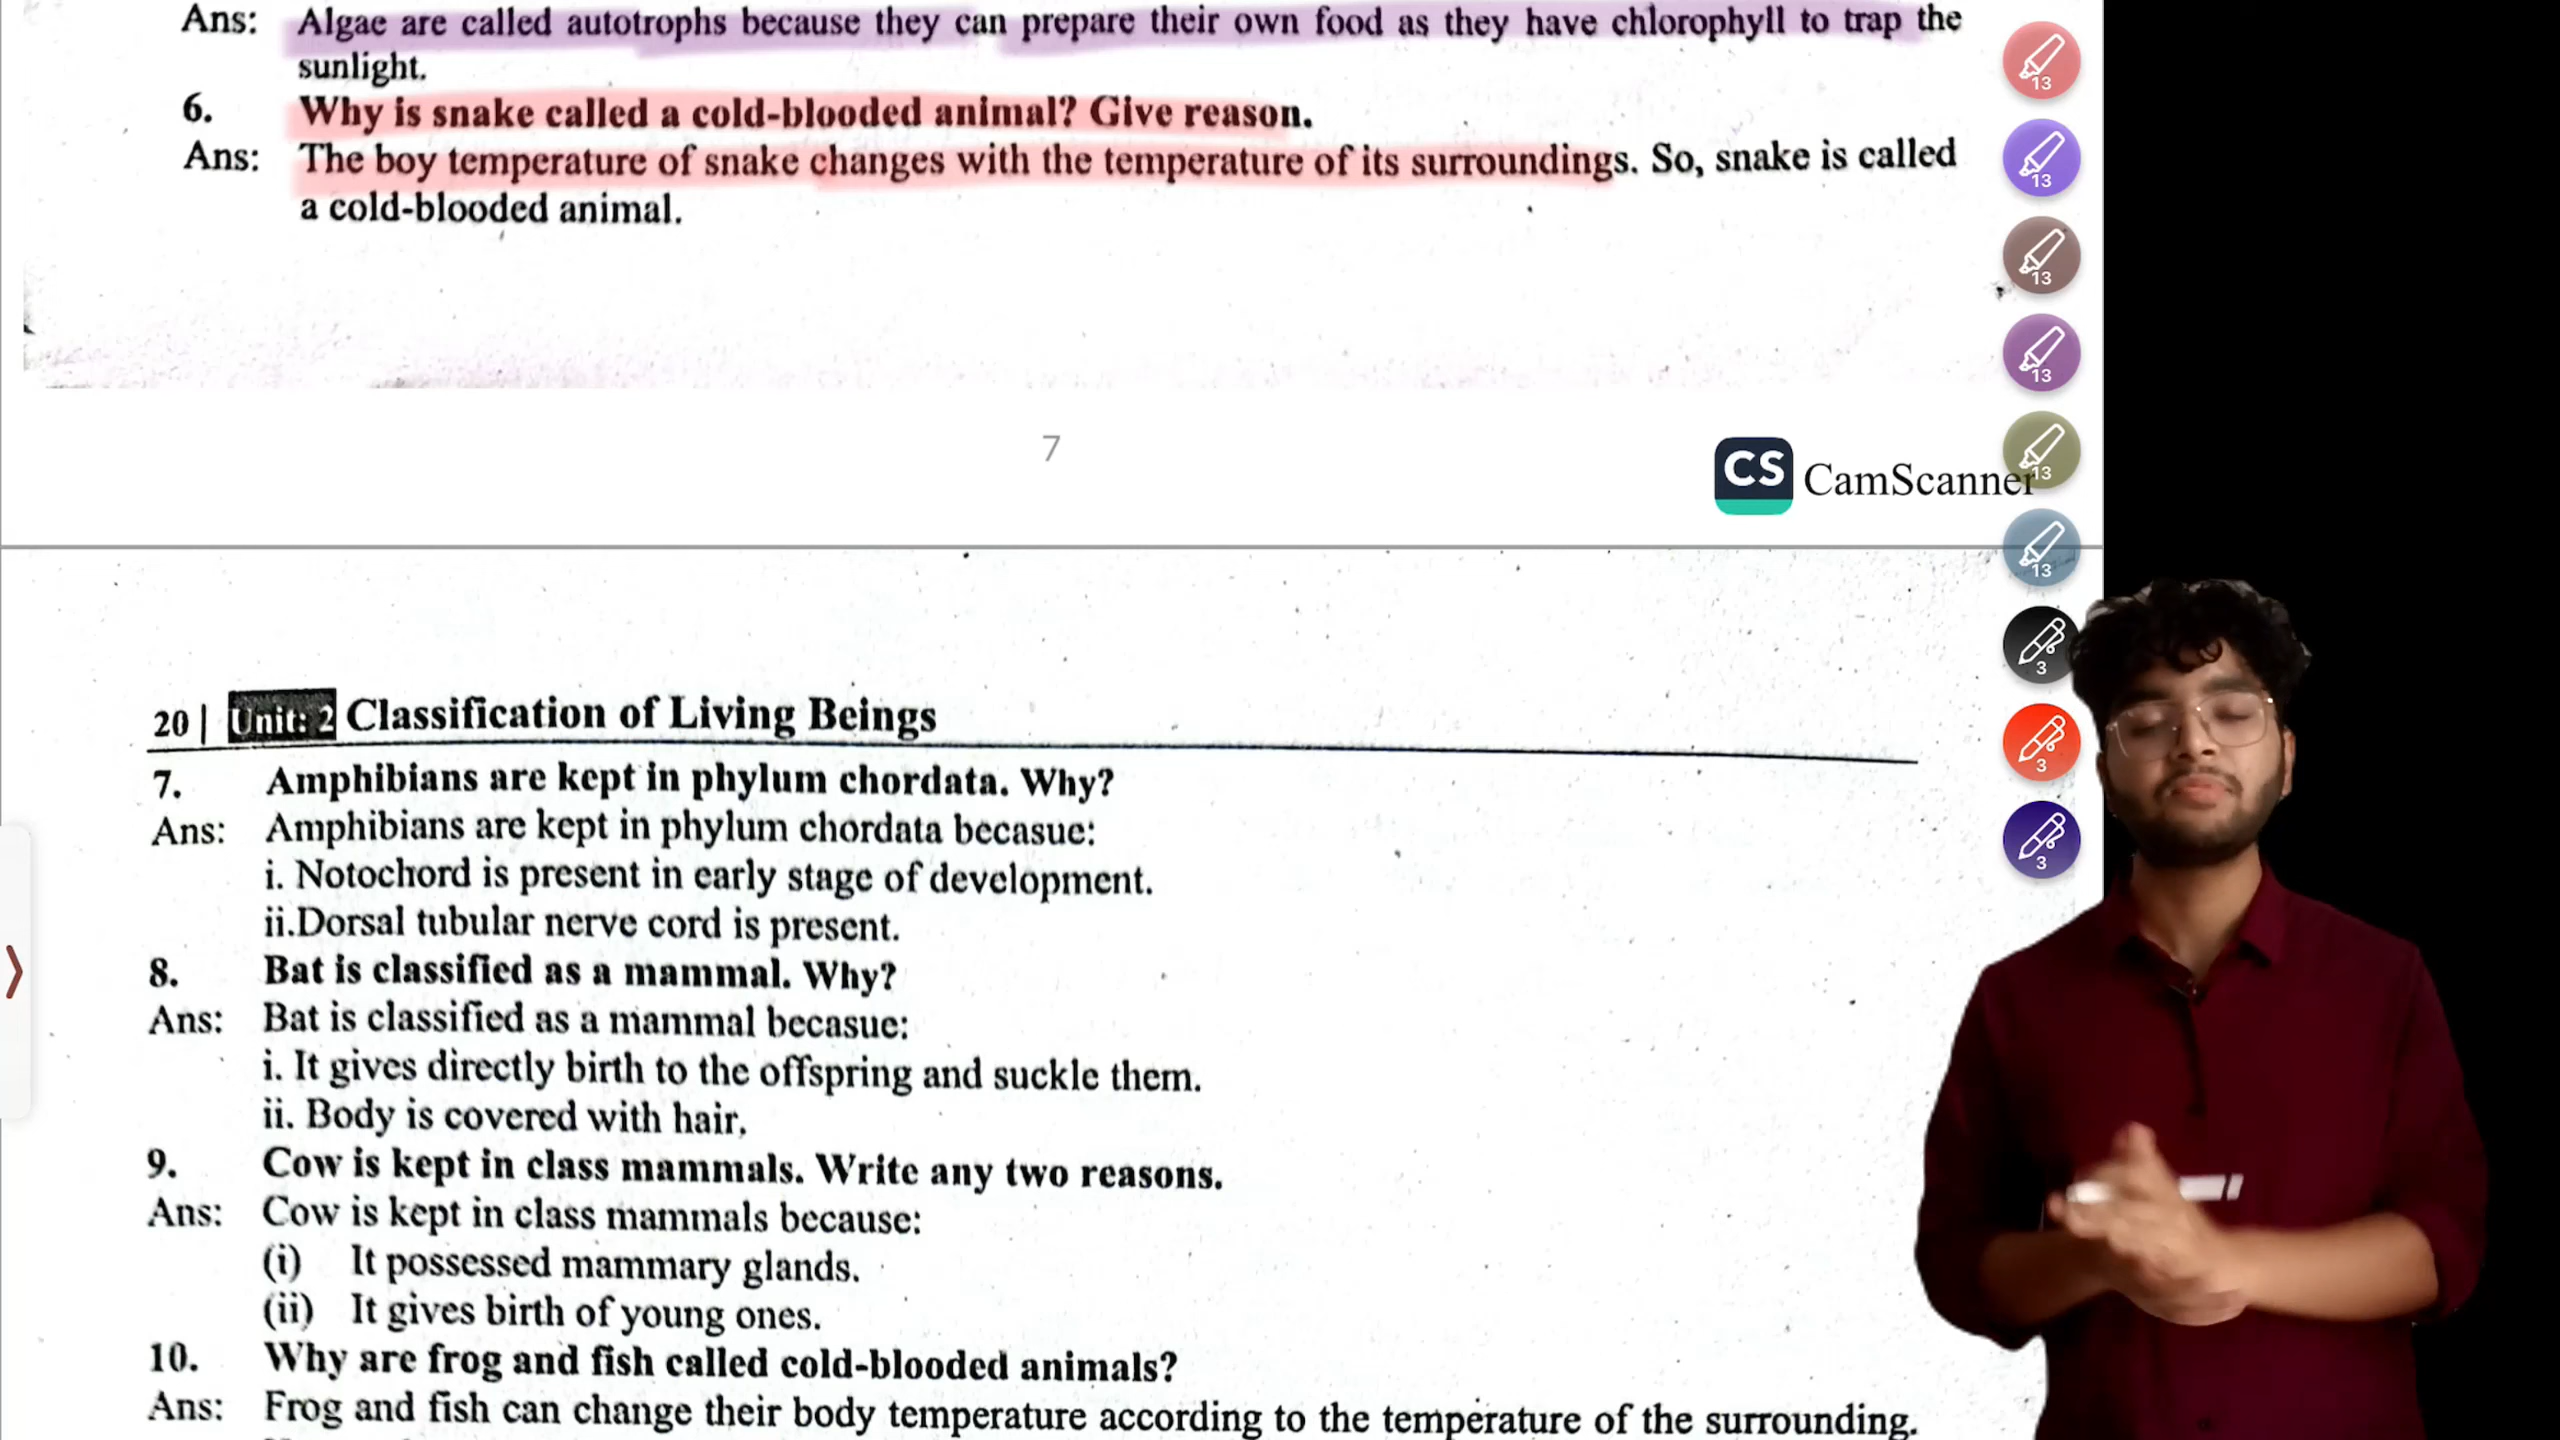 Ans: Algae are called autotrophs because they can prepare their own food as they have chlorophyll to trap the
sunlight.
6. Why is snake called a cold-blooded animal? Give reason.
Ans: The boy temperature of snake changes with the temperature of its surroundings. So, snake is called
a cold-blooded animal.
7
CS CamScanner
20 | Unit: 2 Classification of Living Beings
7. Amphibians are kept in phylum chordata. Why?
Ans: Amphibians are kept in phylum chordata becasue:
i. Notochord is present in early stage of development.
ii.Dorsal tubular nerve cord is present.
8. Bat is classified as a mammal. Why?
Ans: Bat is classified as a mammal becasue:
i. It gives directly birth to the offspring and suckle them.
ii. Body is covered with hair.
9. Cow is kept in class mammals. Write any two reasons.
Ans: Cow is kept in class mammals because:
(i) It possessed mammary glands.
(ii) It gives birth of young ones.
10. Why are frog and fish called cold-blooded animals?
Ans: Frog and fish can change their body temperature according to the temperature of the surrounding.
13
13
13
13
13
13
3
3
3